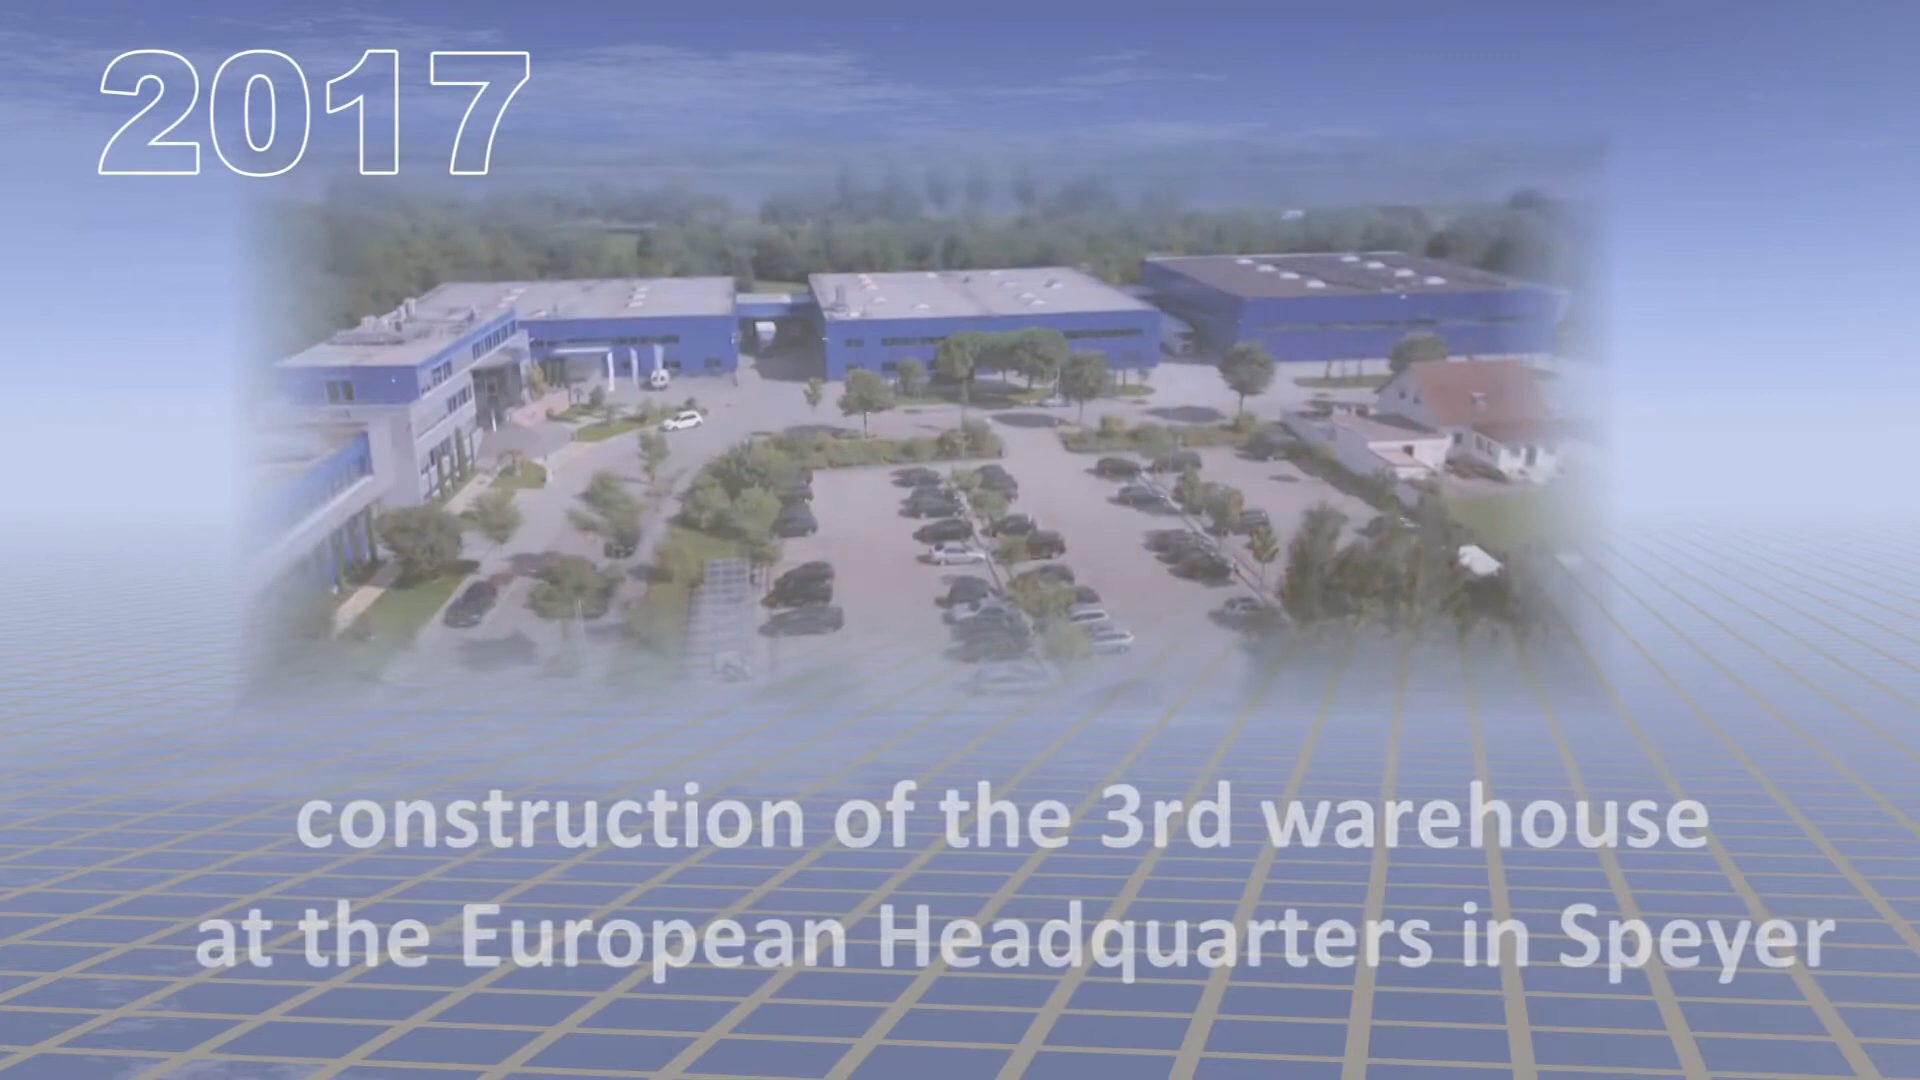 2017
construction of the 3rd warehouse
at the European Headquarters in Speyer